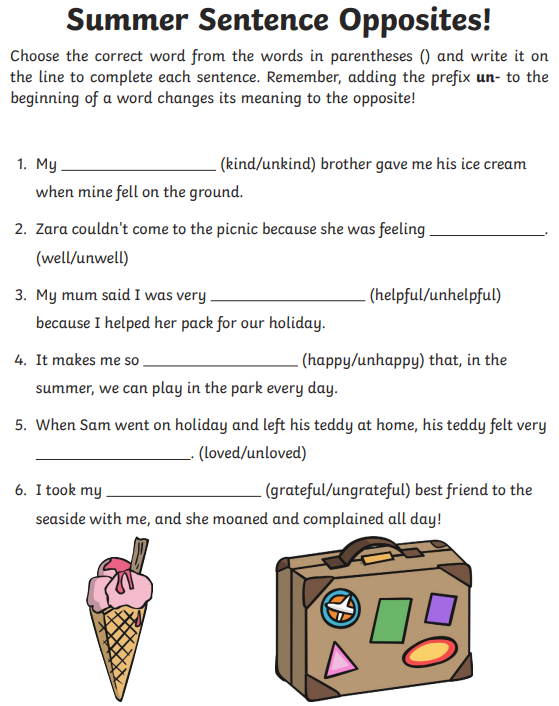 Summer Sentence Opposites!
Choose the correct word from the words in parentheses () and write it on
the line to complete each sentence. Remember, adding the prefix un- to the
beginning of a word changes its meaning to the opposite!
1. My ____________________ (kind/unkind) brother gave me his ice cream
when mine fell on the ground.
2. Zara couldn't come to the picnic because she was feeling _______________.
(well/unwell)
3. My mum said I was very ____________________ (helpful/unhelpful)
because I helped her pack for our holiday.
4. It makes me so ____________________ (happy/unhappy) that, in the
summer, we can play in the park every day.
5. When Sam went on holiday and left his teddy at home, his teddy felt very
____________________. (loved/unloved)
6. I took my ____________________ (grateful/ungrateful) best friend to the
seaside with me, and she moaned and complained all day!